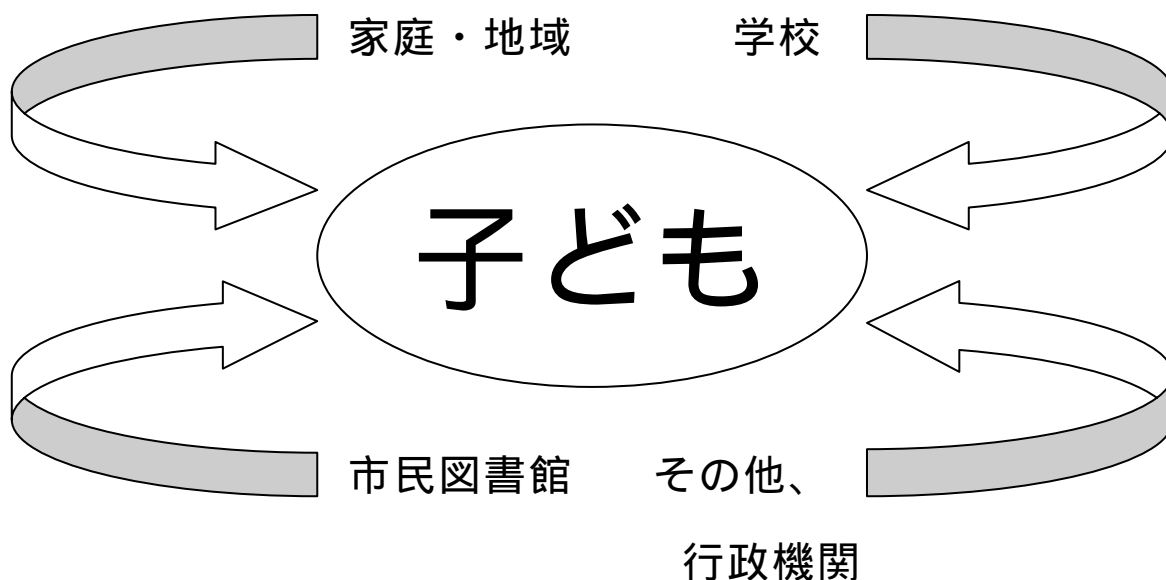 家庭・地域
学校
子ども
市民図書館
その他、
行政機関